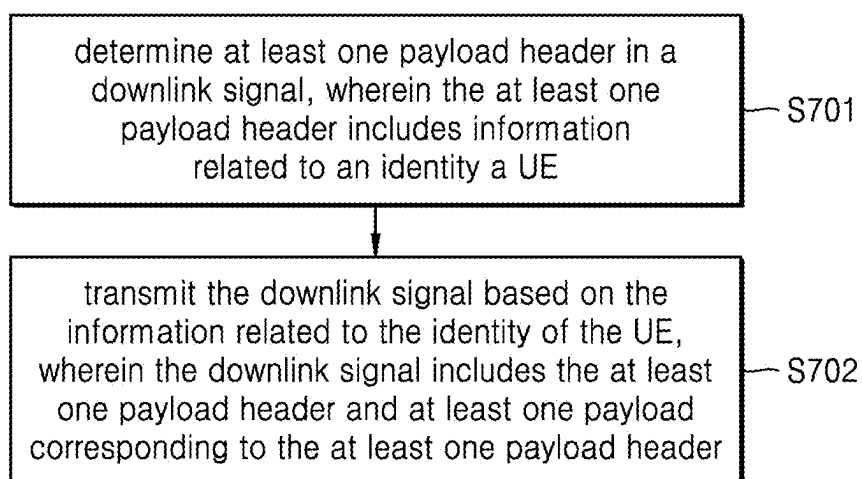 determine at least one payload header in a
downlink signal, wherein the at least one
payload header includes information
related to an identity a UE
S701
transmit the downlink signal based on the
information related to the identity of the UE,
wherein the downlink signal includes the at least
one payload header and at least one payload
corresponding to the at least one payload header
S702